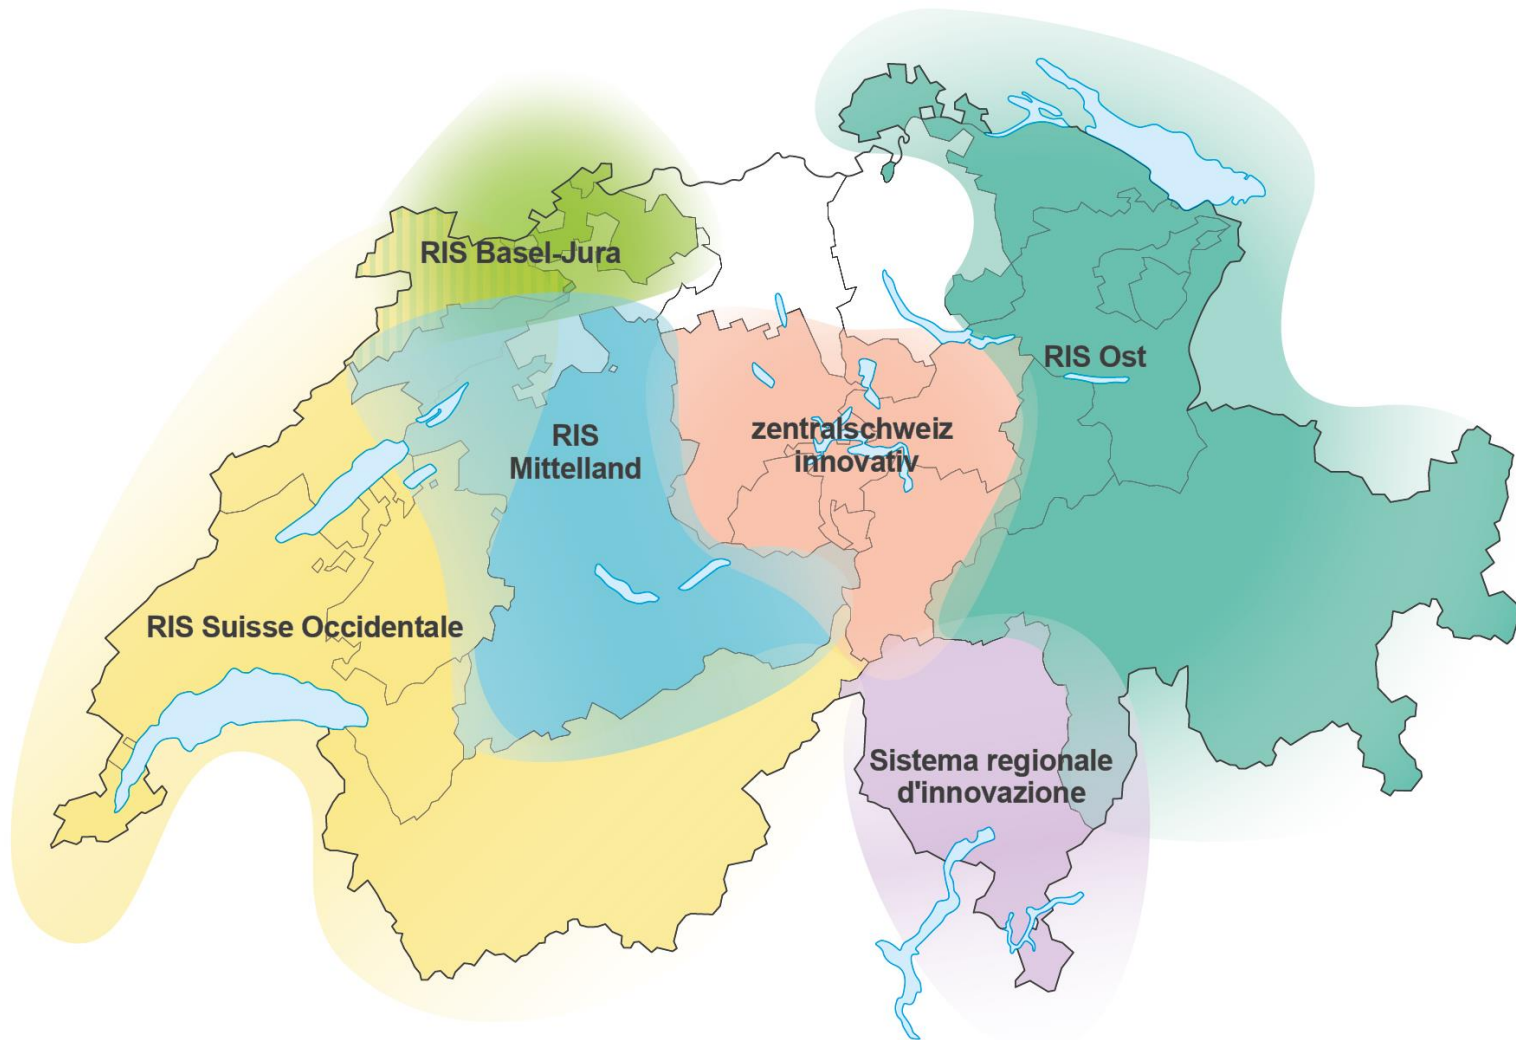 RIS Basel-Jura
RIS Ost
RIS
Mittelland
zentralschweiz
innovativ
RIS Suisse Occidentale
Sistema regionale
d'innovazione